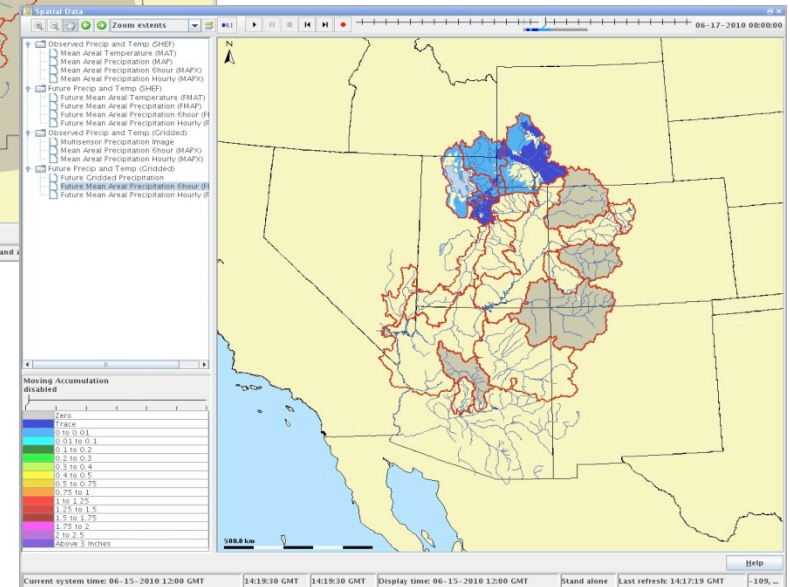 Spatial Data
Zoom extents
06-17-2010 00:00:00
Observed Precip and Temp (SHEF)
Mean Areal Temperature (MAT)
Mean Areal Precipitation (MAP)
Mean Areal Precipitation 6hour (MAPX)
Mean Areal Precipitation Hourly (MAPX)
Future Precip and Temp (SHEF)
Future Mean Areal Temperature (FMAT)
Future Mean Areal Precipitation (FMAP)
Future Mean Areal Precipitation 6hour (F
Future Mean Areal Precipitation Hourly (F
Observed Precip and Temp (Gridded)
Multisensor Precipitation Image
Mean Areal Precipitation 6hour (MAPX)
Mean Areal Precipitation Hourly (MAPX)
Future Precip and Temp (Gridded)
Future Gridded Precipitation
Future Mean Areal Precipitation 6hour (F
Future Mean Areal Precipitation Hourly (F
N
and
Moving Accumulation
disabled
Zero
Trace
0 to 0.01
0.01 to 0.1
0.1 to 0.2
0.2 to 0.3
0.3 to 0.4
0.4 to 0.5
0.5 to 0.75
0.75 to 1
1 to 1.25
1.25 to 1.5
1.5 to 1.75
1.75 to 2
2 to 2.5
Above 3 Inches
500.0 km
Help
Current system time: 06-15-2010 12:00 GMT
14:19:30 GMT
14:19:30 GMT
Display time: 06-15-2010 12:00 GMT
Stand alone
Last refresh: 14:17:19 GMT
-109, ...